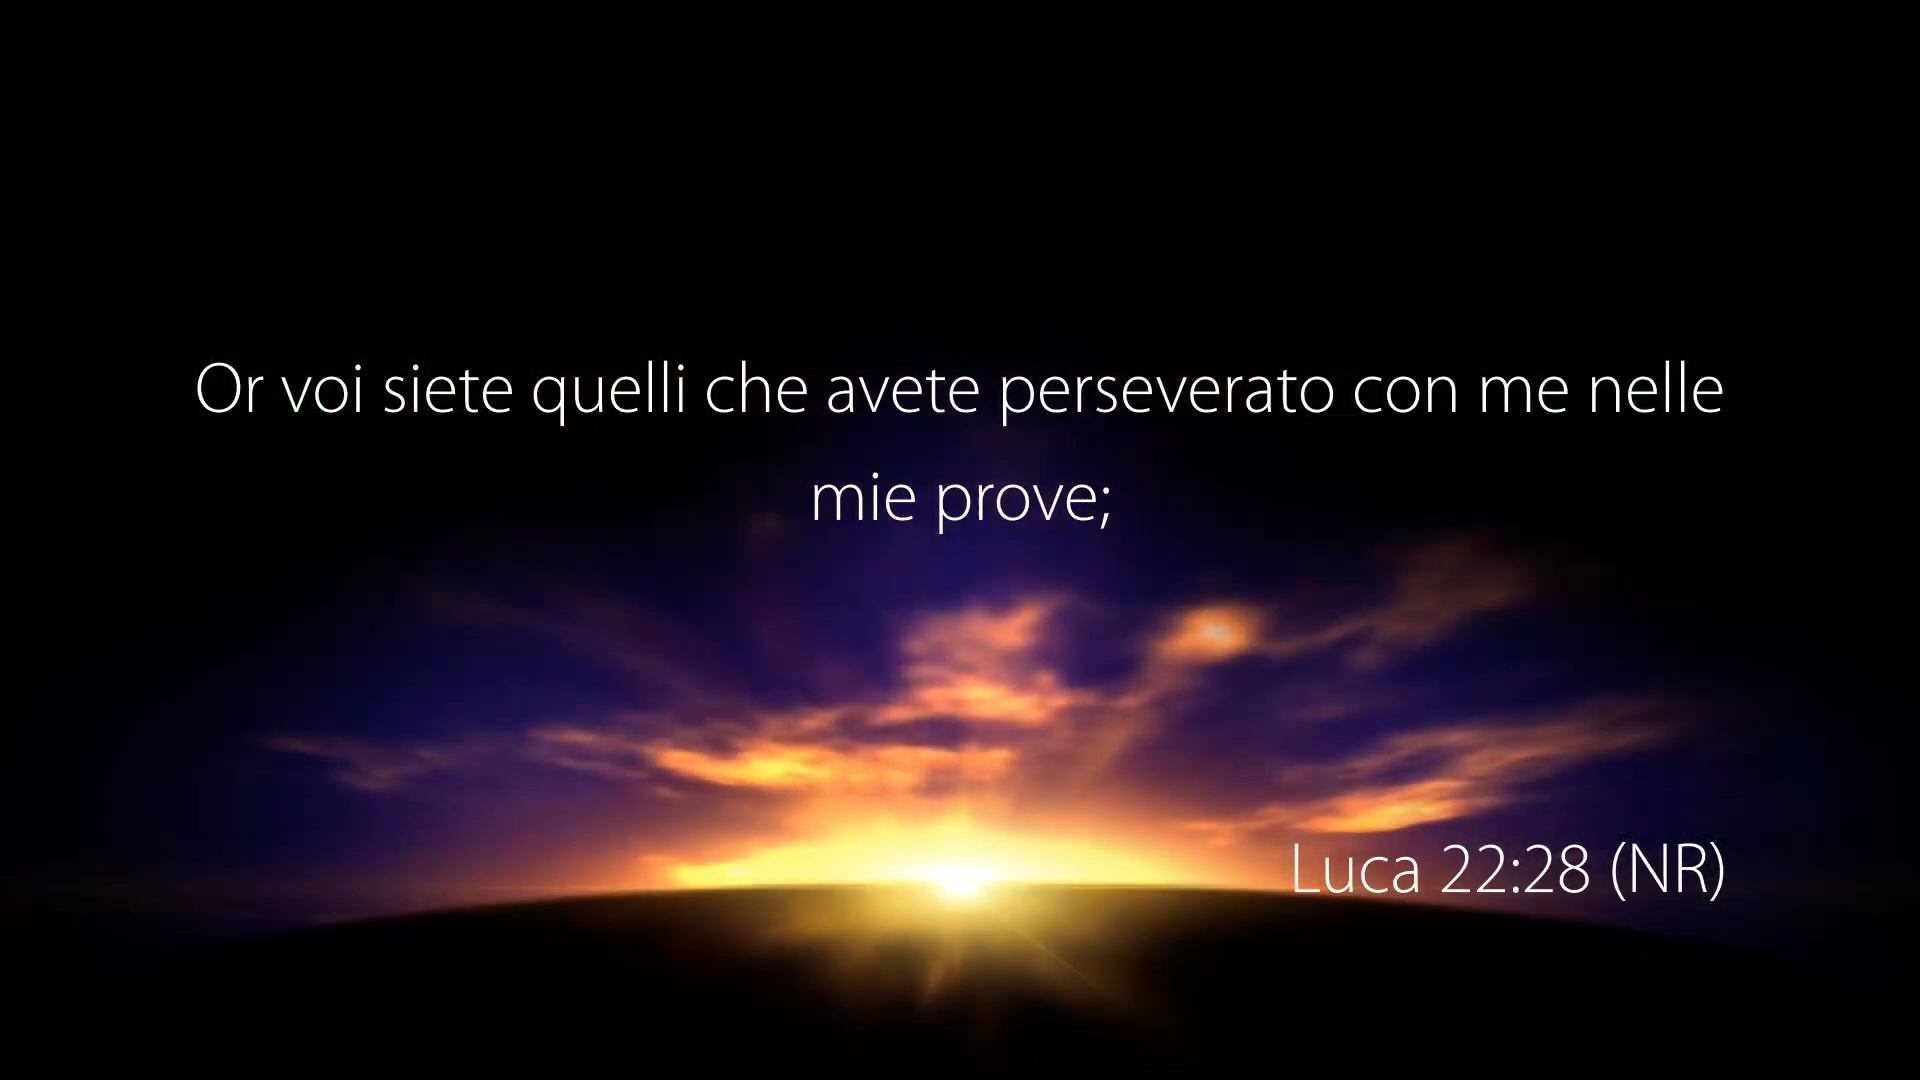 Or voi siete quelli che avete perseverato con me nelle
mie prove;
Luca 22:28 (NR)